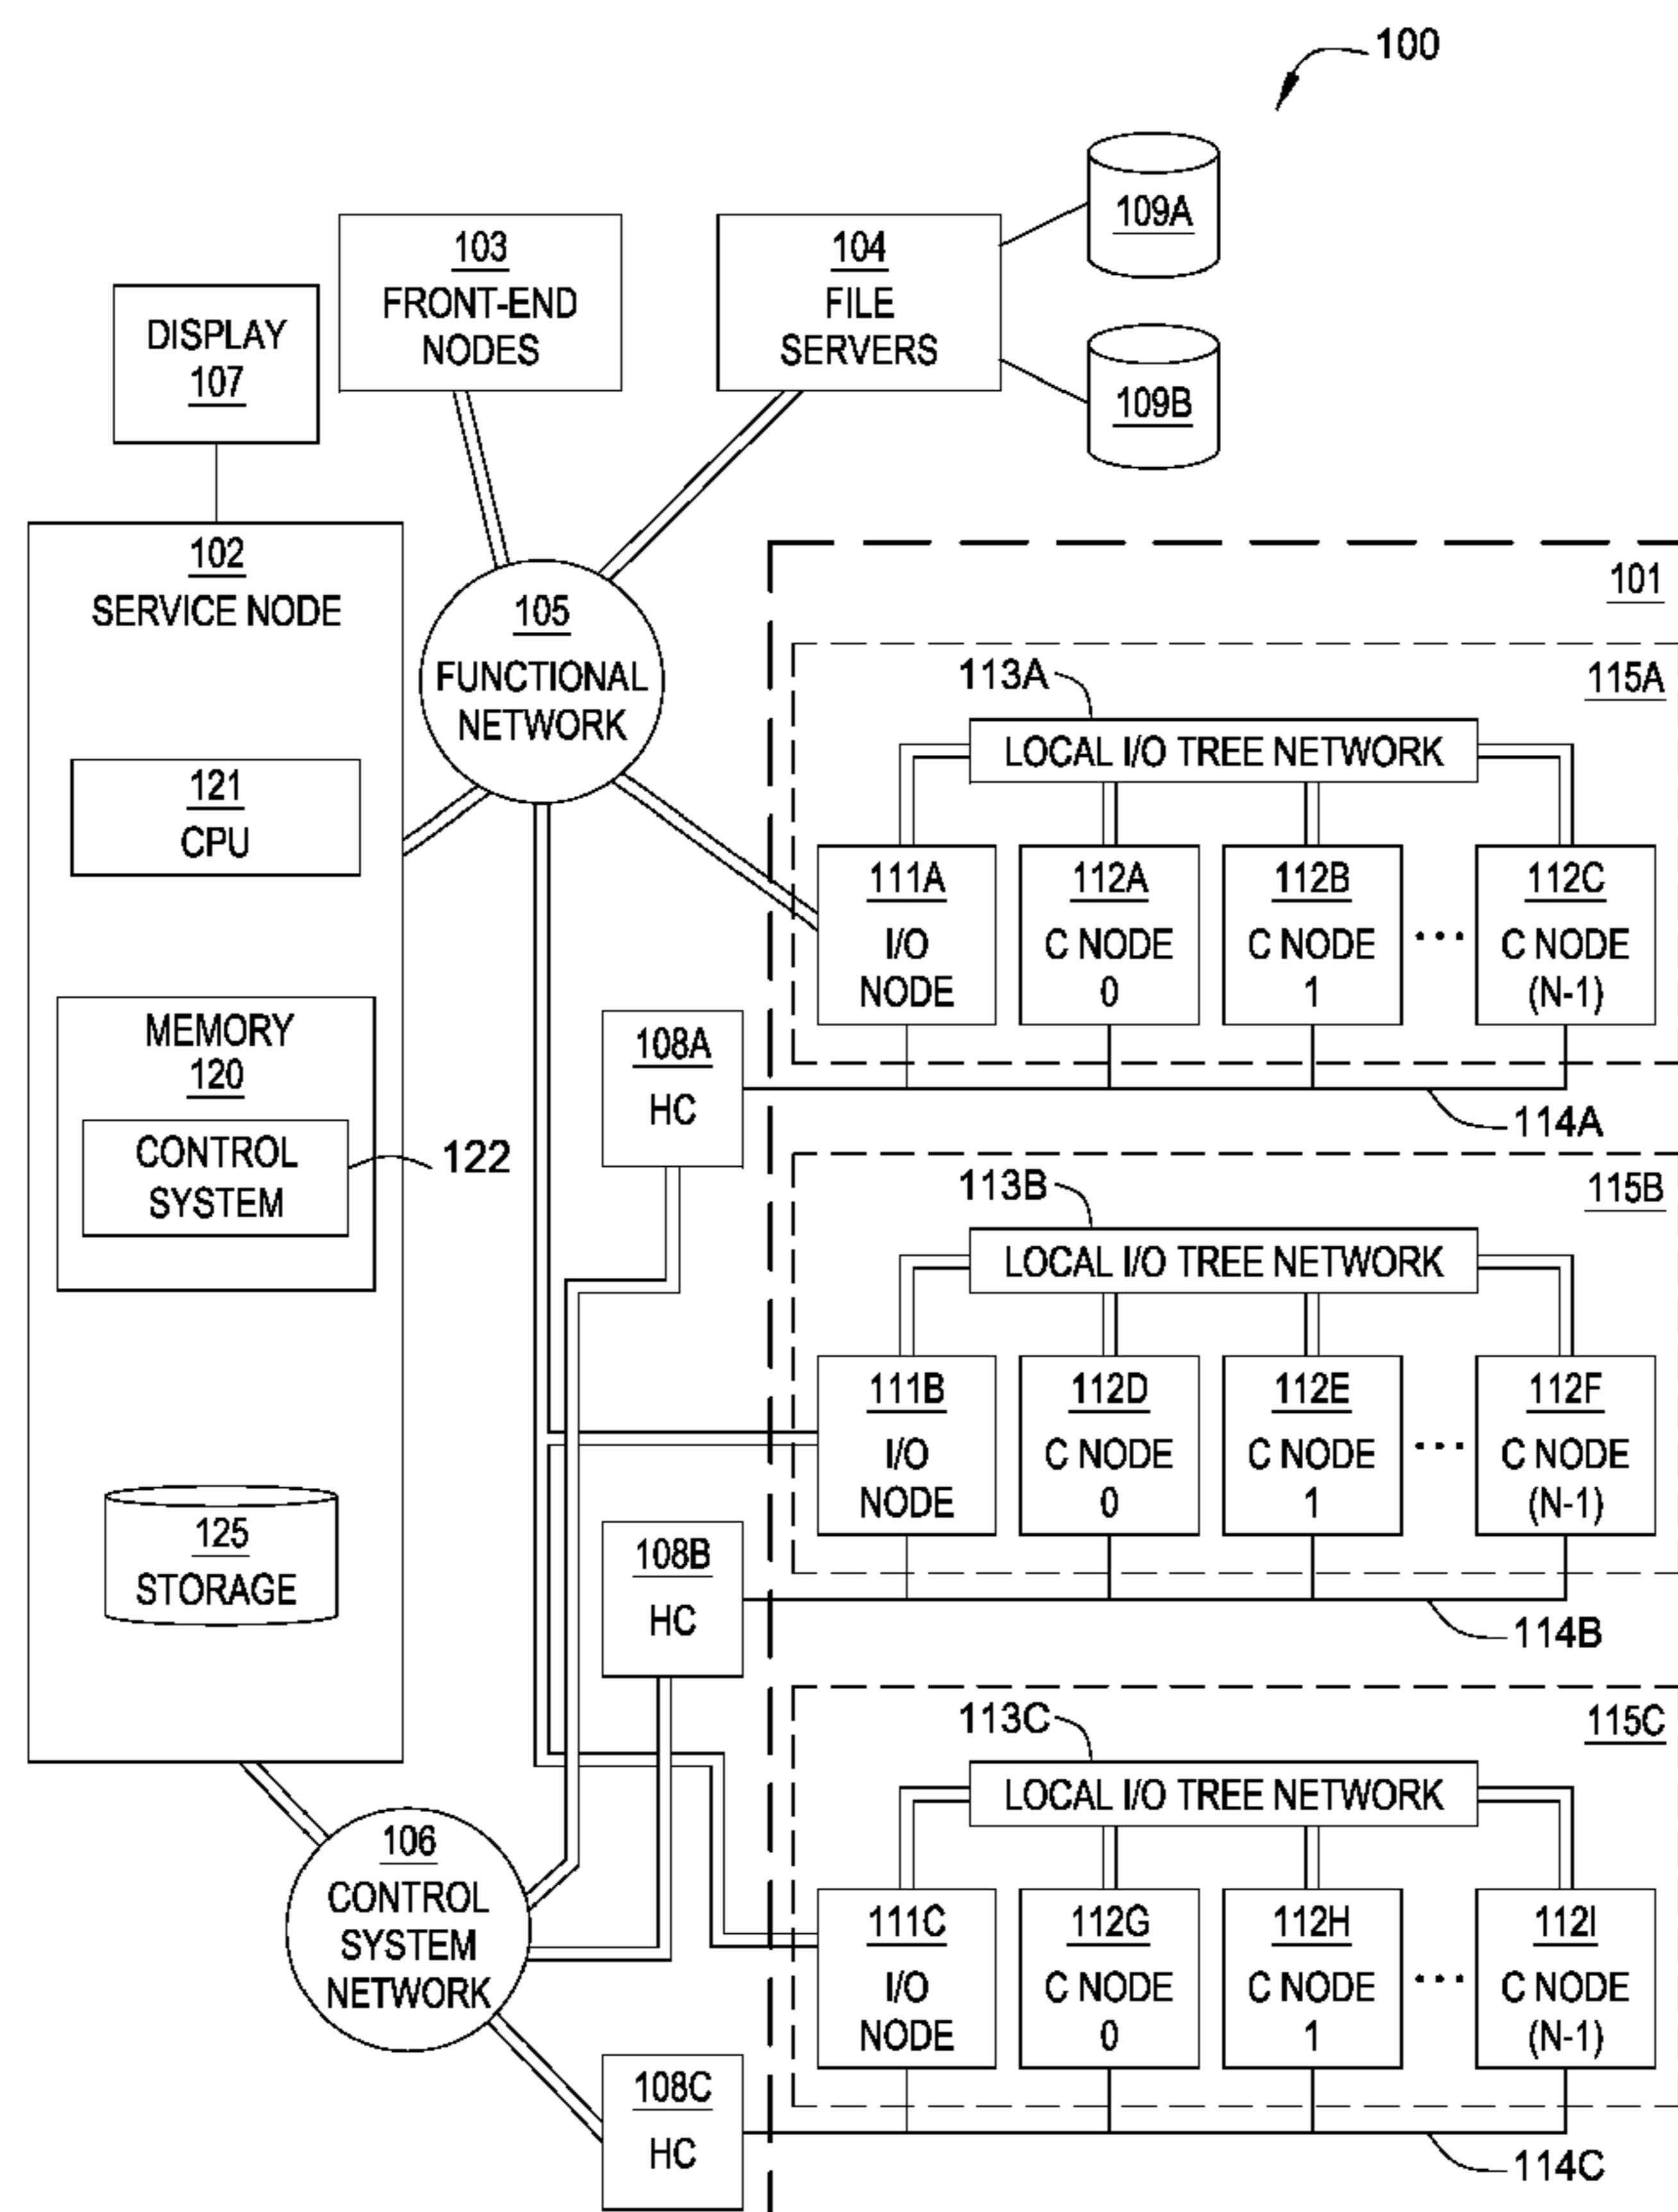 100
109A
103
FRONT-END
NODES
104
FILE
SERVERS
109B
DISPLAY
107
102
SERVICE NODE
105
FUNCTIONAL
NETWORK
121
CPU
MEMORY
120
CONTROL
SYSTEM
122
125
STORAGE
106
CONTROL
SYSTEM
NETWORK
108A
HC
108B
HC
108C
HC
101
115A
113A
LOCAL I/O TREE NETWORK
111A
I/O
NODE
112A
C NODE
0
112B
C NODE
1
...
112C
C NODE
(N-1)
114A
115B
113B
LOCAL I/O TREE NETWORK
111B
I/O
NODE
112D
C NODE
0
112E
C NODE
1
...
112F
C NODE
(N-1)
114B
115C
113C
LOCAL I/O TREE NETWORK
111C
I/O
NODE
112G
C NODE
0
112H
C NODE
1
...
112I
C NODE
(N-1)
114C